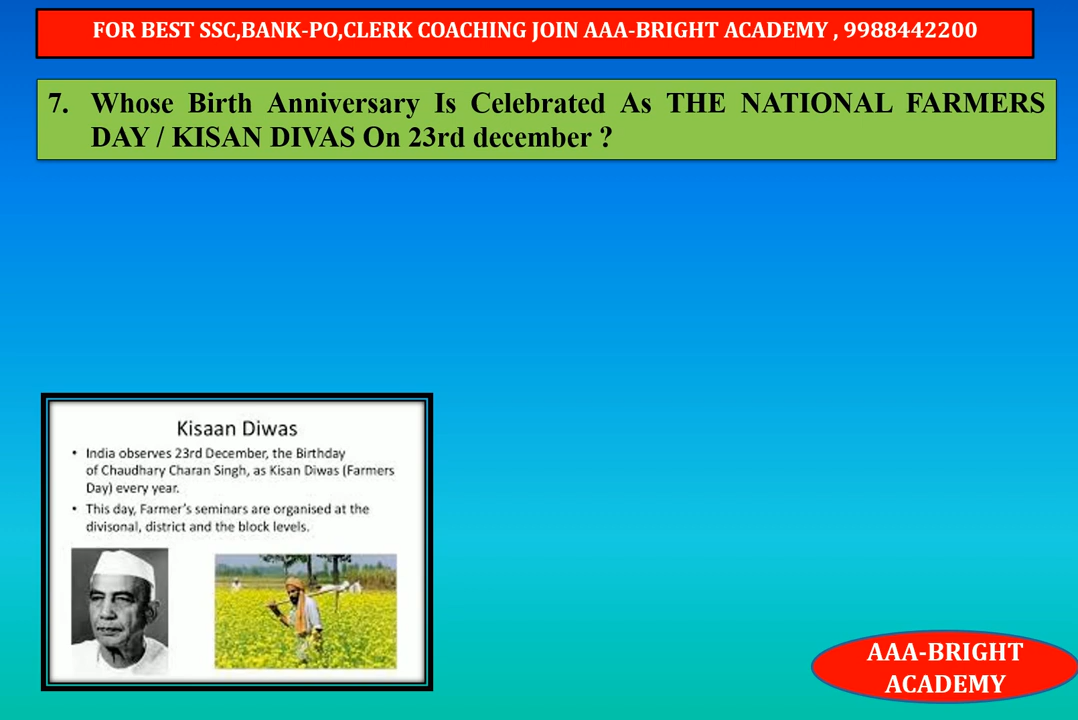 FOR BEST SSC,BANK-PO,CLERK COACHING JOIN AAA-BRIGHT ACADEMY , 9988442200
7. Whose Birth Anniversary Is Celebrated As THE NATIONAL FARMERS
DAY / KISAN DIVAS On 23rd december ?
Kisaan Diwas
• India observes 23rd December, the Birthday
of Chaudhary Charan Singh, as Kisan Diwas (Farmers
Day) every year.
• This day, Farmer's seminars are organised at the
divisonal, district and the block levels.
AAA-BRIGHT
ACADEMY